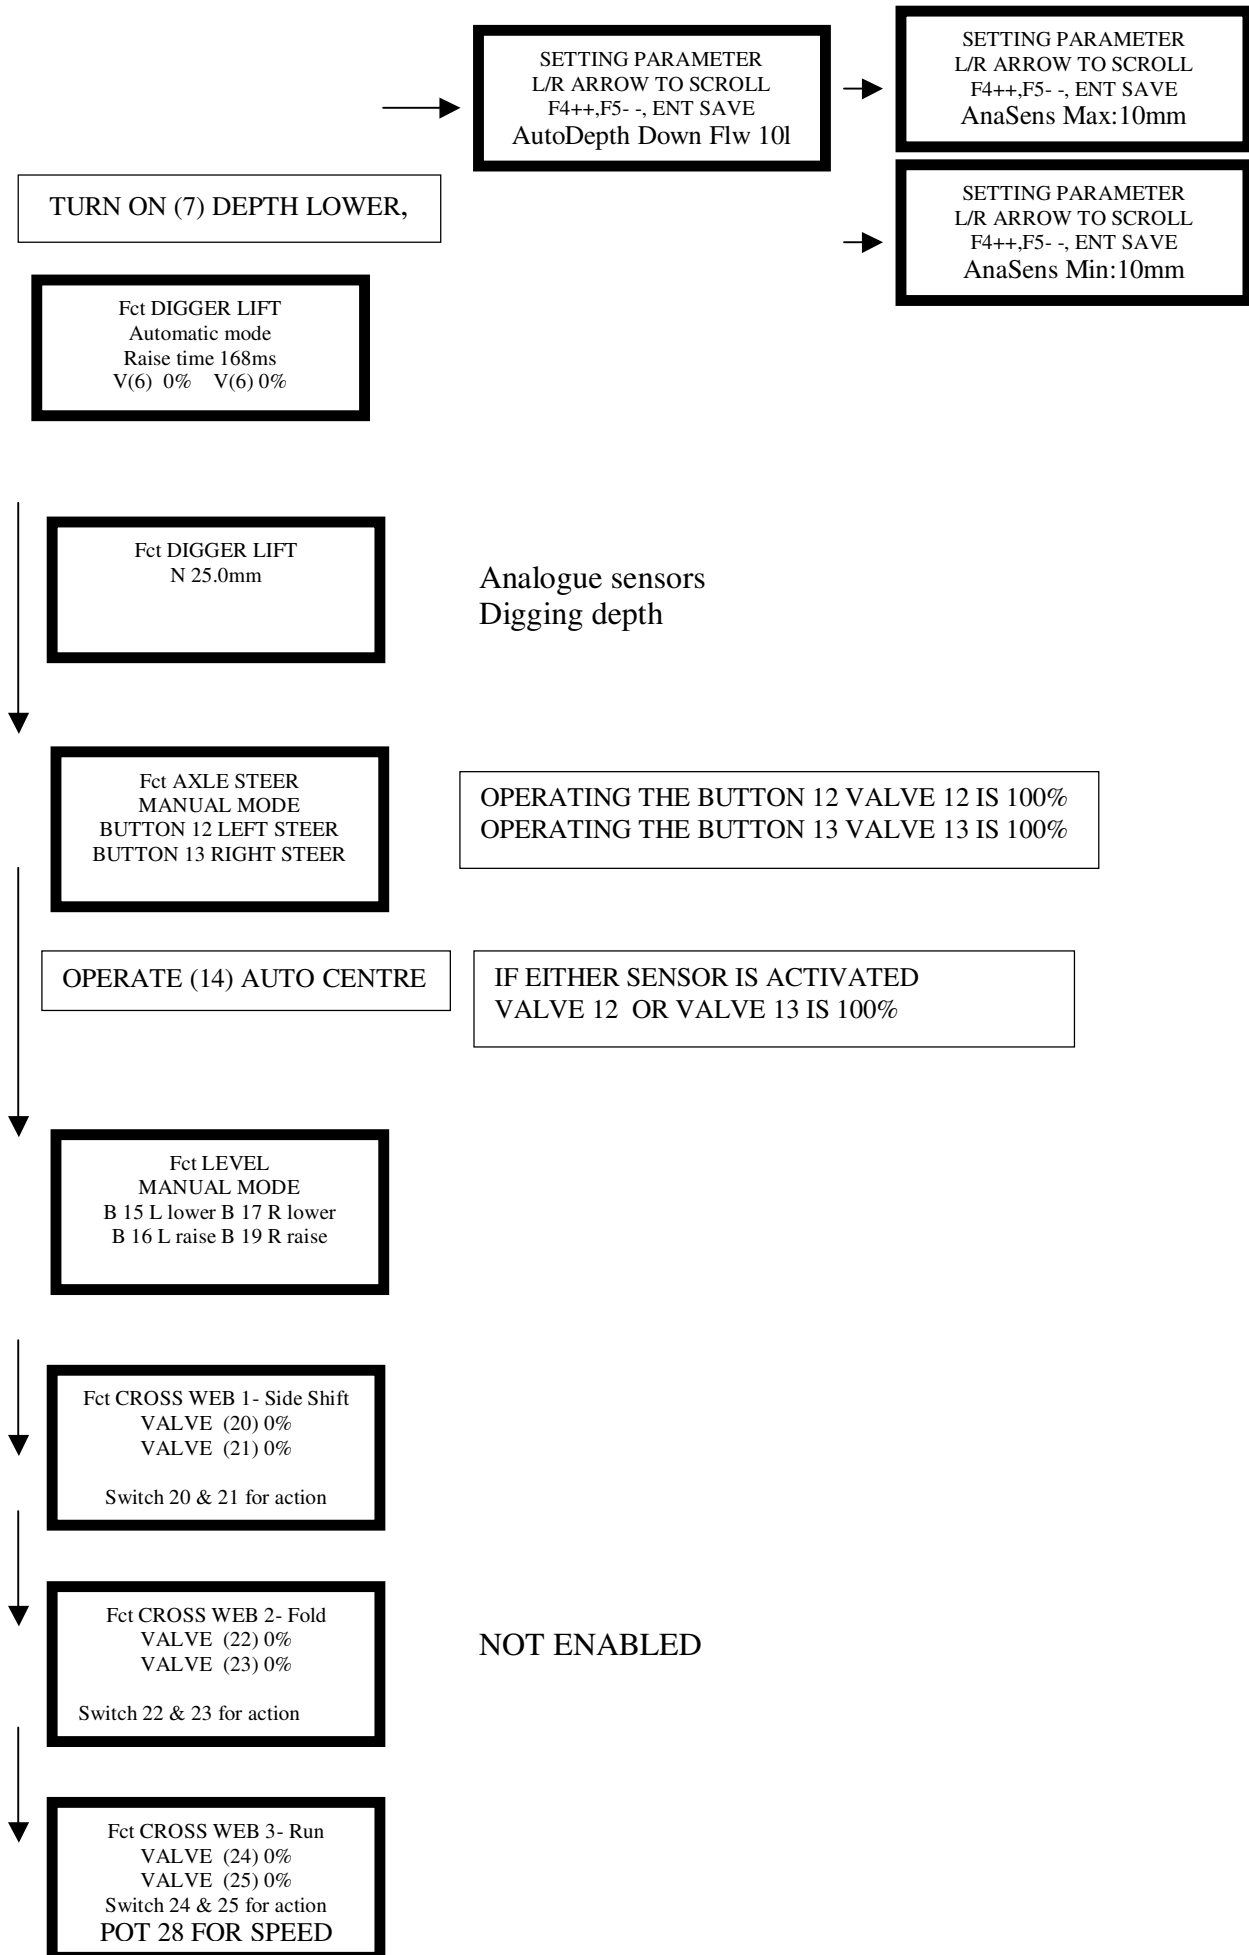 SETTING PARAMETER
L/R ARROW TO SCROLL
F4++,F5- -, ENT SAVE
AutoDepth Down Flw 10l
SETTING PARAMETER
L/R ARROW TO SCROLL
F4++,F5- -, ENT SAVE
AnaSens Max:10mm
SETTING PARAMETER
L/R ARROW TO SCROLL
F4++,F5- -, ENT SAVE
AnaSens Min:10mm
TURN ON (7) DEPTH LOWER,
Fct DIGGER LIFT
Automatic mode
Raise time 168ms
V(6) 0% V(6) 0%
Fct DIGGER LIFT
N 25.0mm
Analogue sensors
Digging depth
Fct AXLE STEER
MANUAL MODE
BUTTON 12 LEFT STEER
BUTTON 13 RIGHT STEER
OPERATING THE BUTTON 12 VALVE 12 IS 100%
OPERATING THE BUTTON 13 VALVE 13 IS 100%
OPERATE (14) AUTO CENTRE
IF EITHER SENSOR IS ACTIVATED
VALVE 12 OR VALVE 13 IS 100%
Fct LEVEL
MANUAL MODE
B 15 L lower B 17 R lower
B 16 L raise B 19 R raise
Fct CROSS WEB 1- Side Shift
VALVE (20) 0%
VALVE (21) 0%
Switch 20 & 21 for action
Fct CROSS WEB 2- Fold
VALVE (22) 0%
VALVE (23) 0%
Switch 22 & 23 for action
NOT ENABLED
Fct CROSS WEB 3- Run
VALVE (24) 0%
VALVE (25) 0%
Switch 24 & 25 for action
POT 28 FOR SPEED